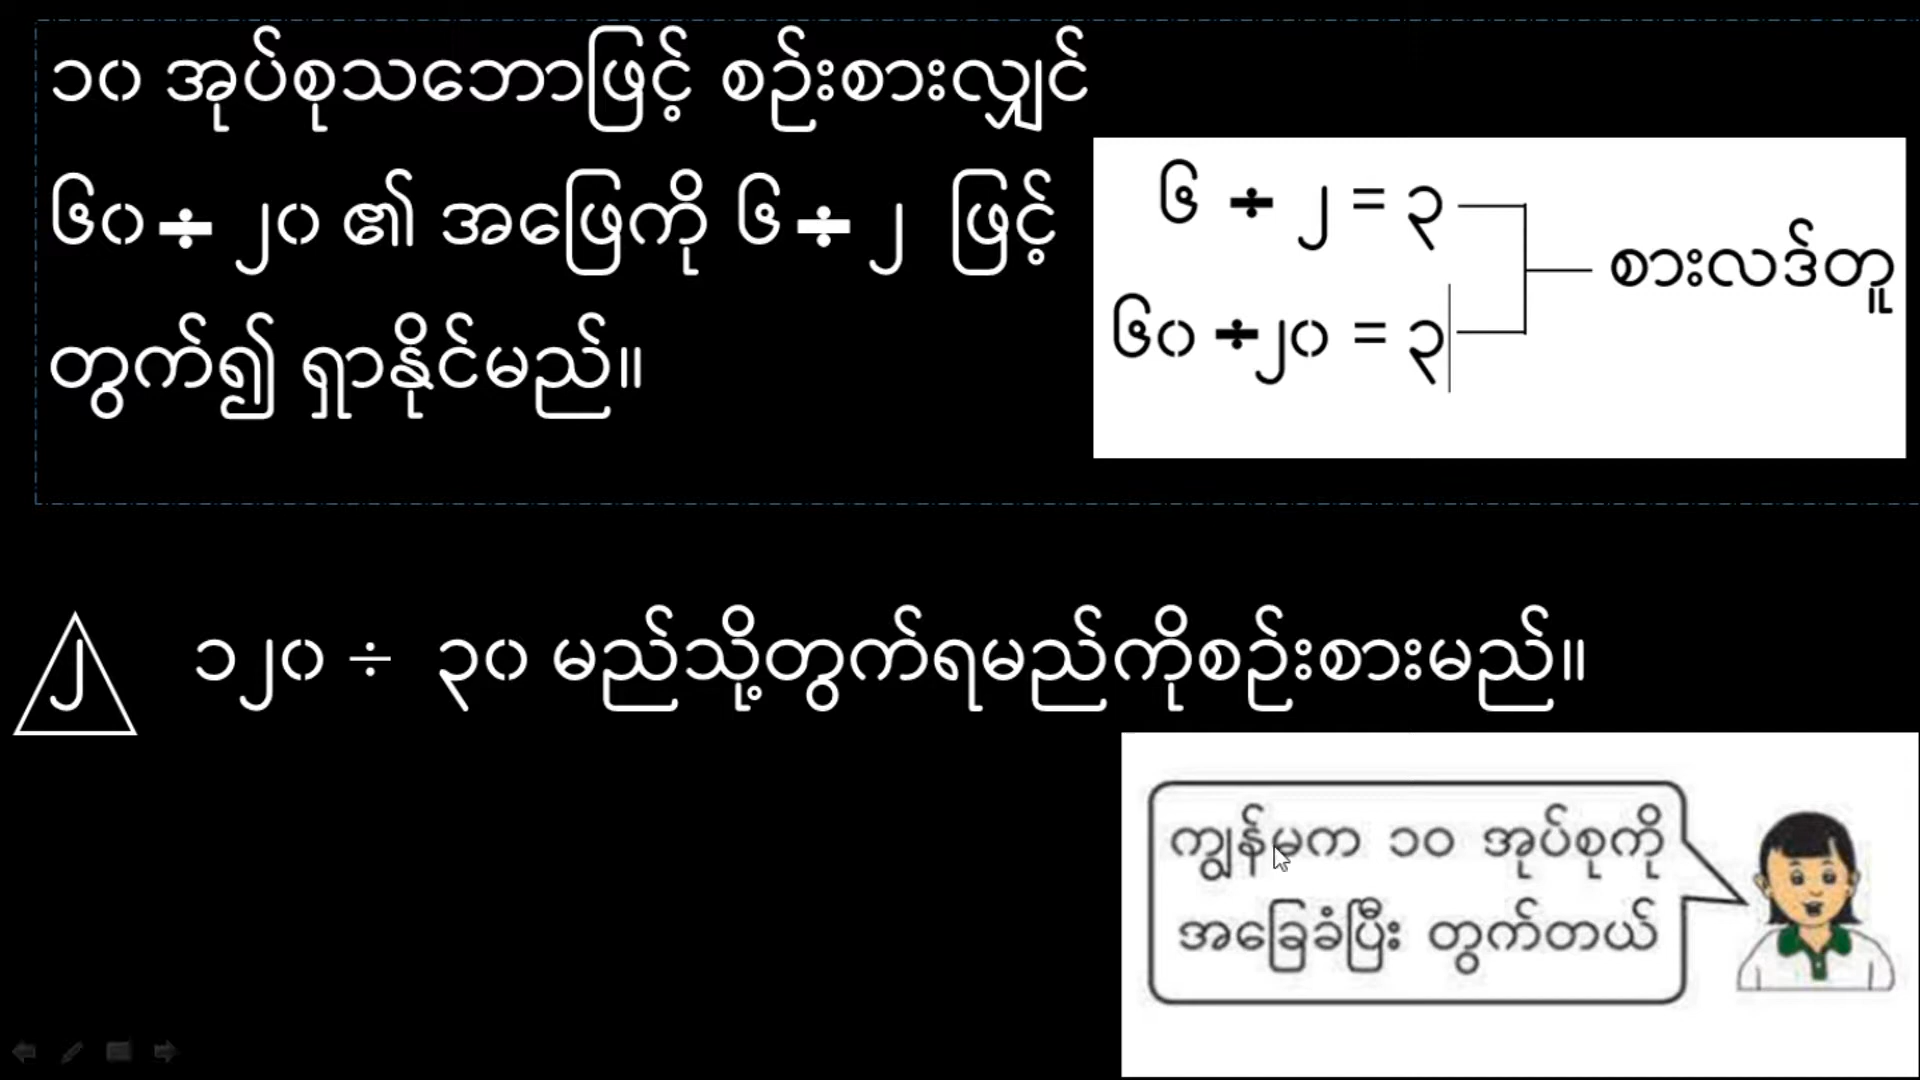 ၁၀ အုပ်စုသဘောဖြင့် စဉ်းစားလျှင်
၆၀ ÷ ၂၀ ၏ အဖြေကို ၆ ÷ ၂ ဖြင့်
တွက်၍ ရှာနိုင်မည်။
၆ ÷ ၂ = ၃
၆၀ ÷၂၀ = ၃
စားလဒ်တူ
၂ ၁၂၀ ÷ ၃၀ မည်သို့တွက်ရမည်ကိုစဉ်းစားမည်။
ကျွန်မက ၁၀ အုပ်စုကို
အခြေခံပြီး တွက်တယ်